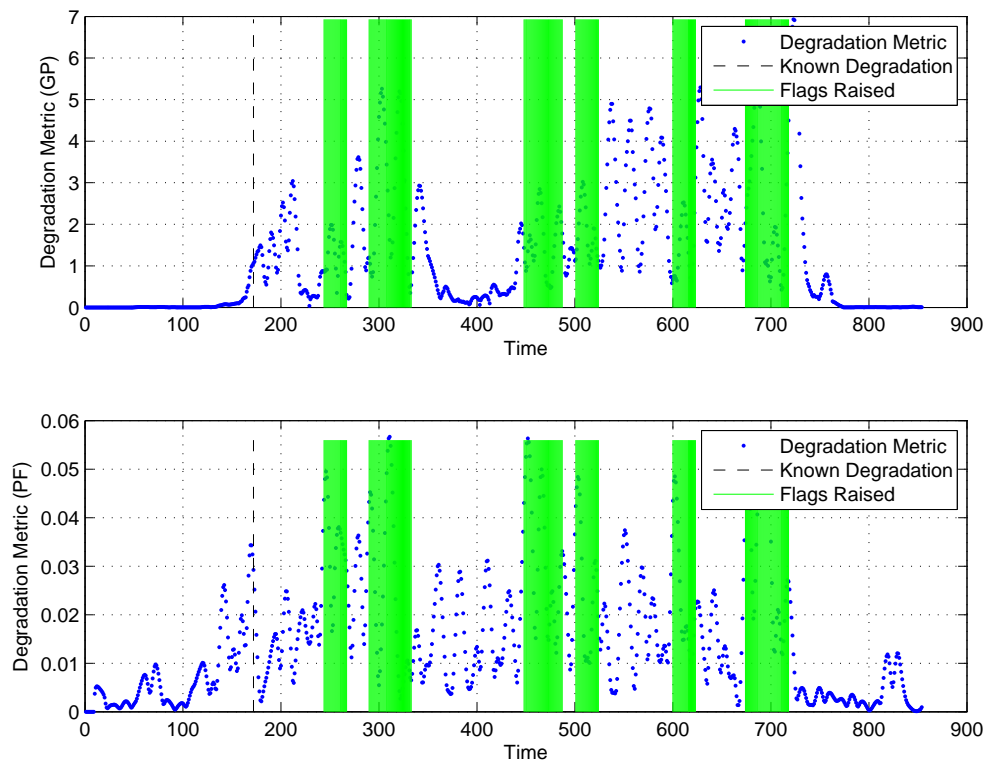 7
6
5
4
3
2
1
0
Degradation Metric (GP)
Degradation Metric
Known Degradation
Flags Raised
0 100 200 300 400 500 600 700 800 900
Time
0.06
0.05
0.04
0.03
0.02
0.01
0
Degradation Metric (PF)
Degradation Metric
Known Degradation
Flags Raised
0 100 200 300 400 500 600 700 800 900
Time